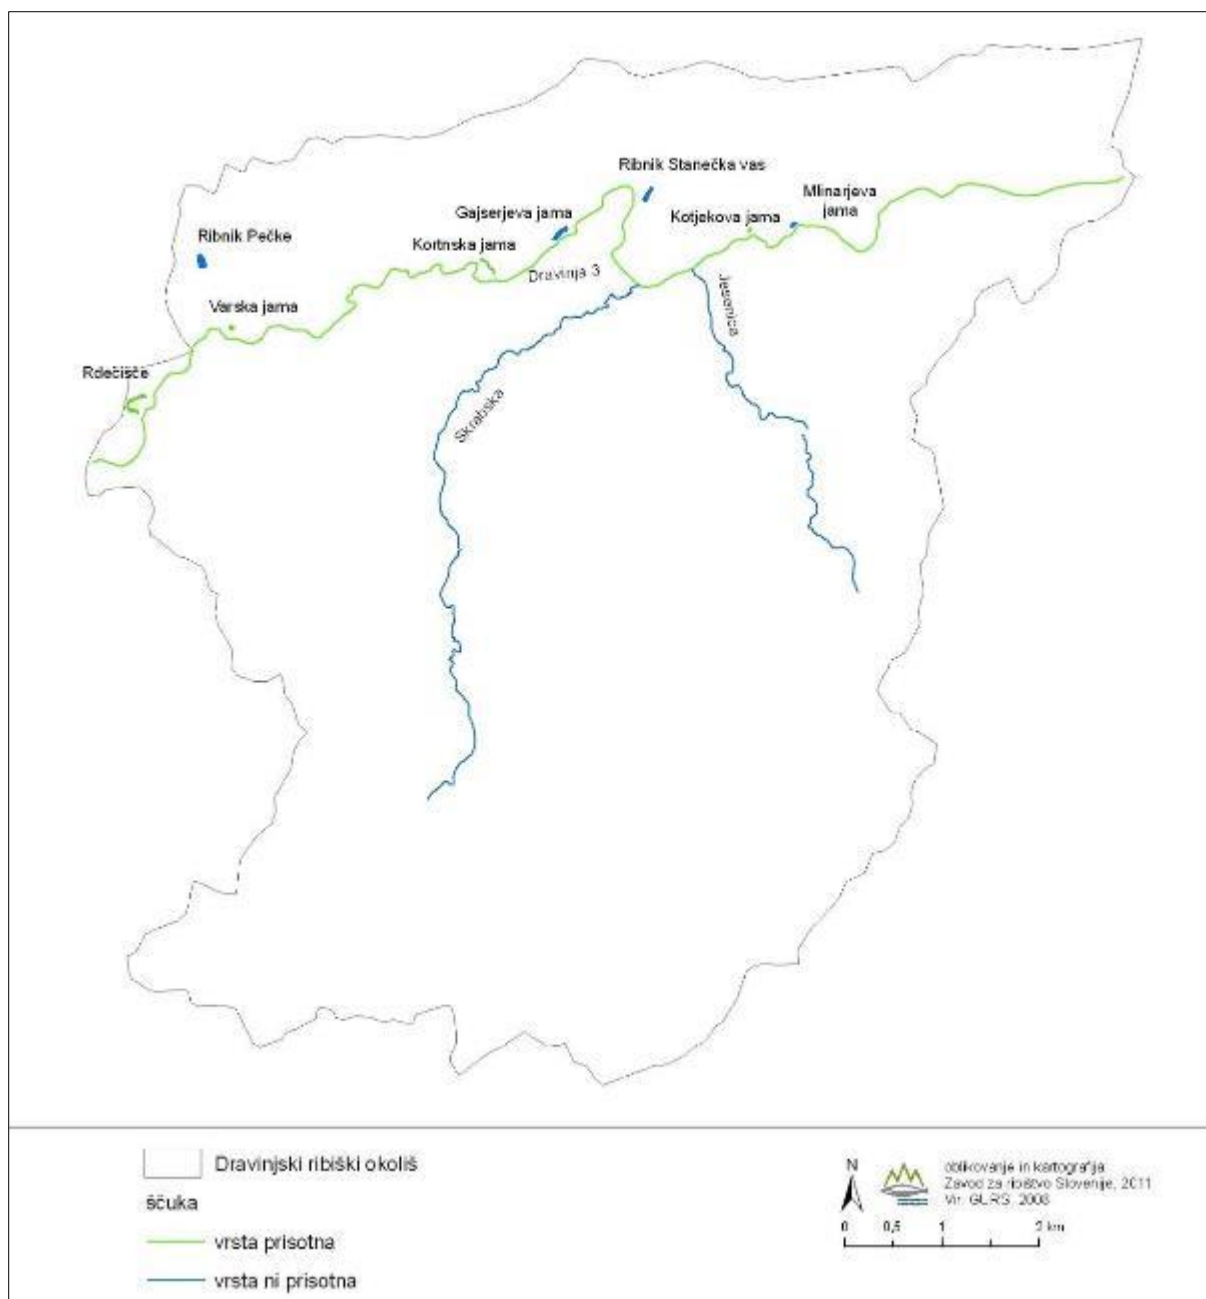 Ribnik Stanečka vas
Mlinarjeva
jama
Gajserjeva jama
Kotjekova jama
Ribnik Pečke
Kortnska jama
Dravinja 3
Jesenica
Varska jama
Rdečišče
Skrabska
Dravinjski ribiški okoliš
ščuka
vrsta prisotna
vrsta ni prisotna
N
oblikovanje in kartografija
Zavod za ribištvo Slovenije, 2011
Vir: GURS, 2008
0 0,5 1 2 km